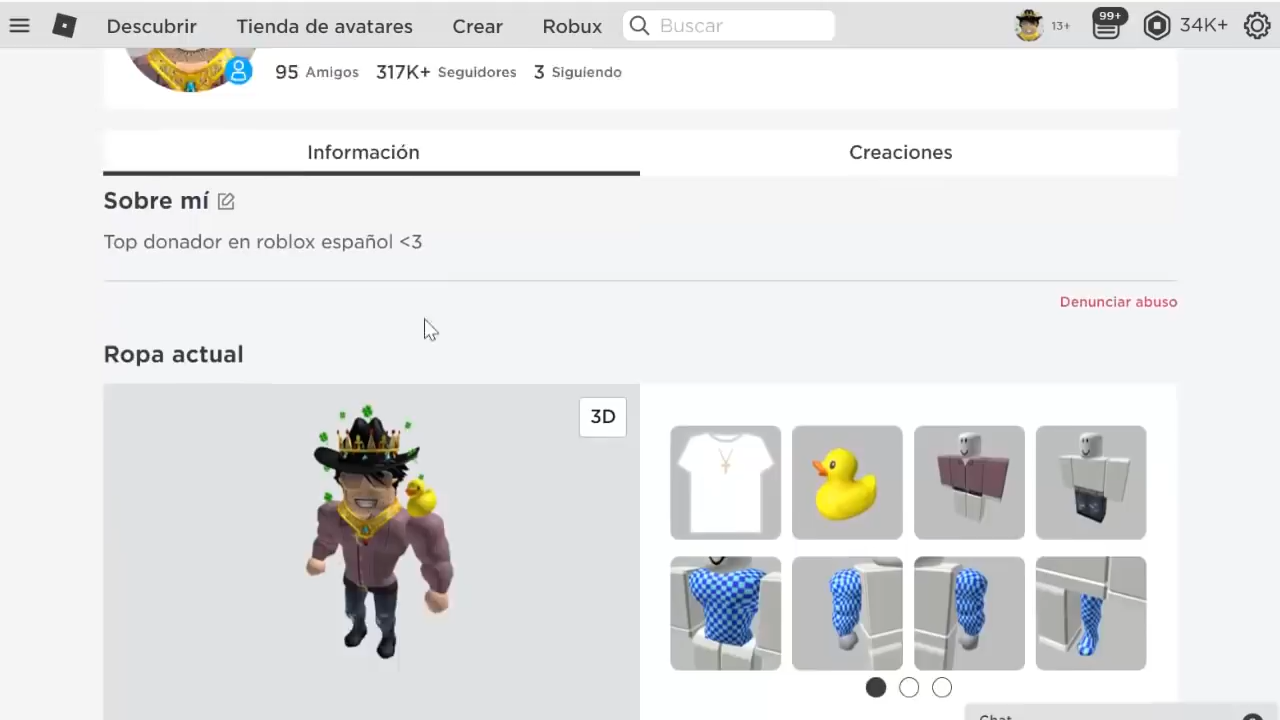 Descubrir Tienda de avatares Crear Robux Buscar 13+ 99+ 34K+
95 Amigos 317K+ Seguidores 3 Siguiendo
Información Creaciones
Sobre mí
Top donador en roblox español <3
Denunciar abuso
Ropa actual
3D
Chat